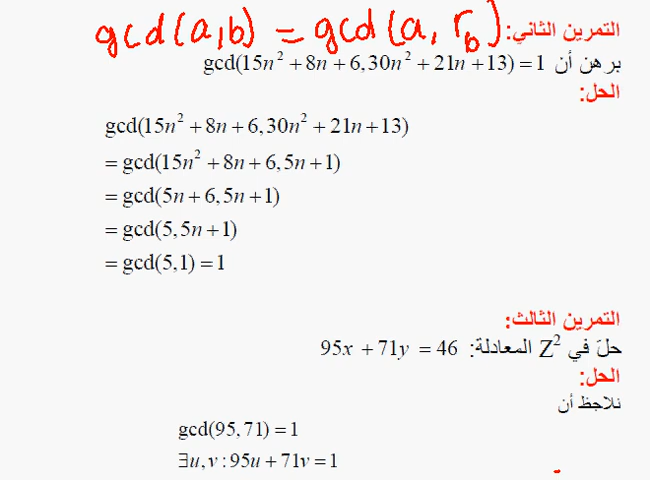 التمرين الثاني: gcd(a,b) = gcd(a, r_b)
برهن أن gcd(15n² + 8n + 6, 30n² + 21n + 13) = 1
الحل:
gcd(15n² + 8n + 6, 30n² + 21n + 13)
= gcd(15n² + 8n + 6, 5n + 1)
= gcd(5n + 6, 5n + 1)
= gcd(5, 5n + 1)
= gcd(5, 1) = 1
التمرين الثالث:
حلّ في Z² المعادلة: 95x + 71y = 46
الحل:
نلاحظ أن
gcd(95, 71) = 1
∃u, v : 95u + 71v = 1